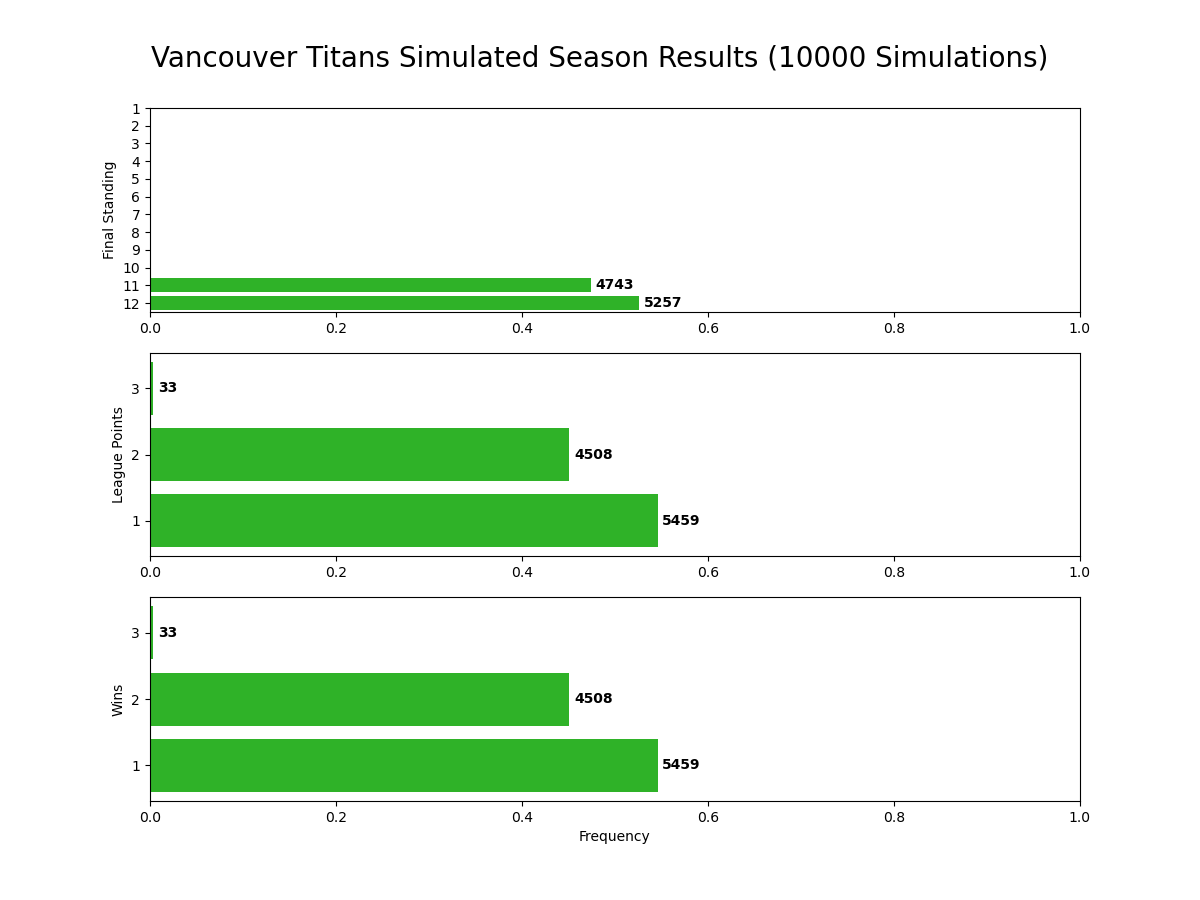 Vancouver Titans Simulated Season Results (10000 Simulations)
Final Standing
1
2
3
4
5
6
7
8
9
10
11 4743
12 5257
0.0 0.2 0.4 0.6 0.8 1.0
League Points
3 33
2 4508
1 5459
0.0 0.2 0.4 0.6 0.8 1.0
Wins
3 33
2 4508
1 5459
0.0 0.2 0.4 0.6 0.8 1.0
Frequency